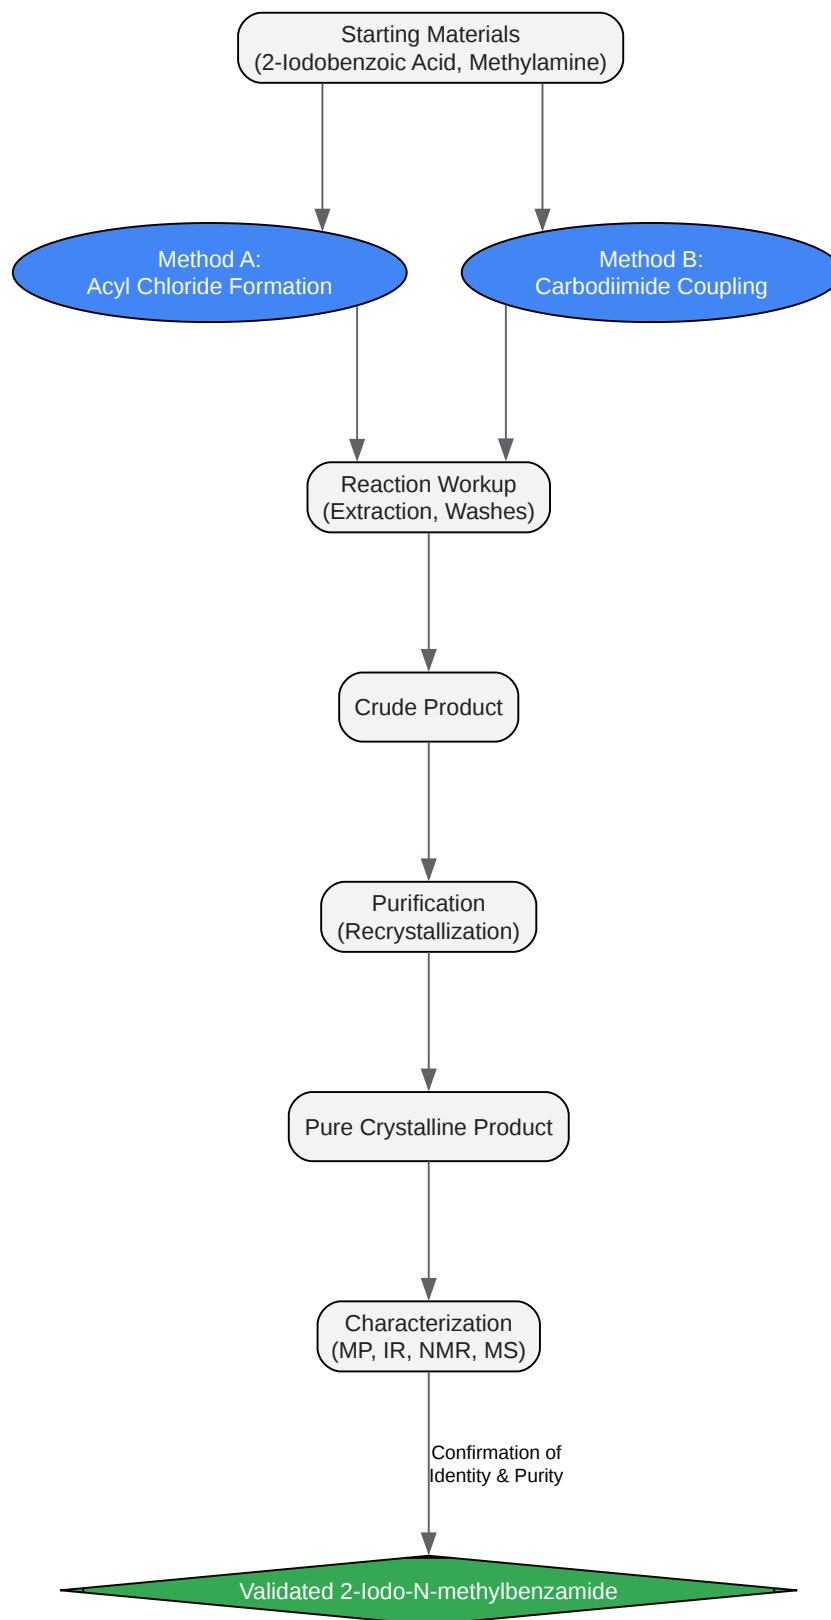 Starting Materials
(2-Iodobenzoic Acid, Methylamine)
Method A:
Acyl Chloride Formation
Method B:
Carbodiimide Coupling
Reaction Workup
(Extraction, Washes)
Crude Product
Purification
(Recrystallization)
Pure Crystalline Product
Characterization
(MP, IR, NMR, MS)
Confirmation of
Identity & Purity
Validated 2-Iodo-N-methylbenzamide